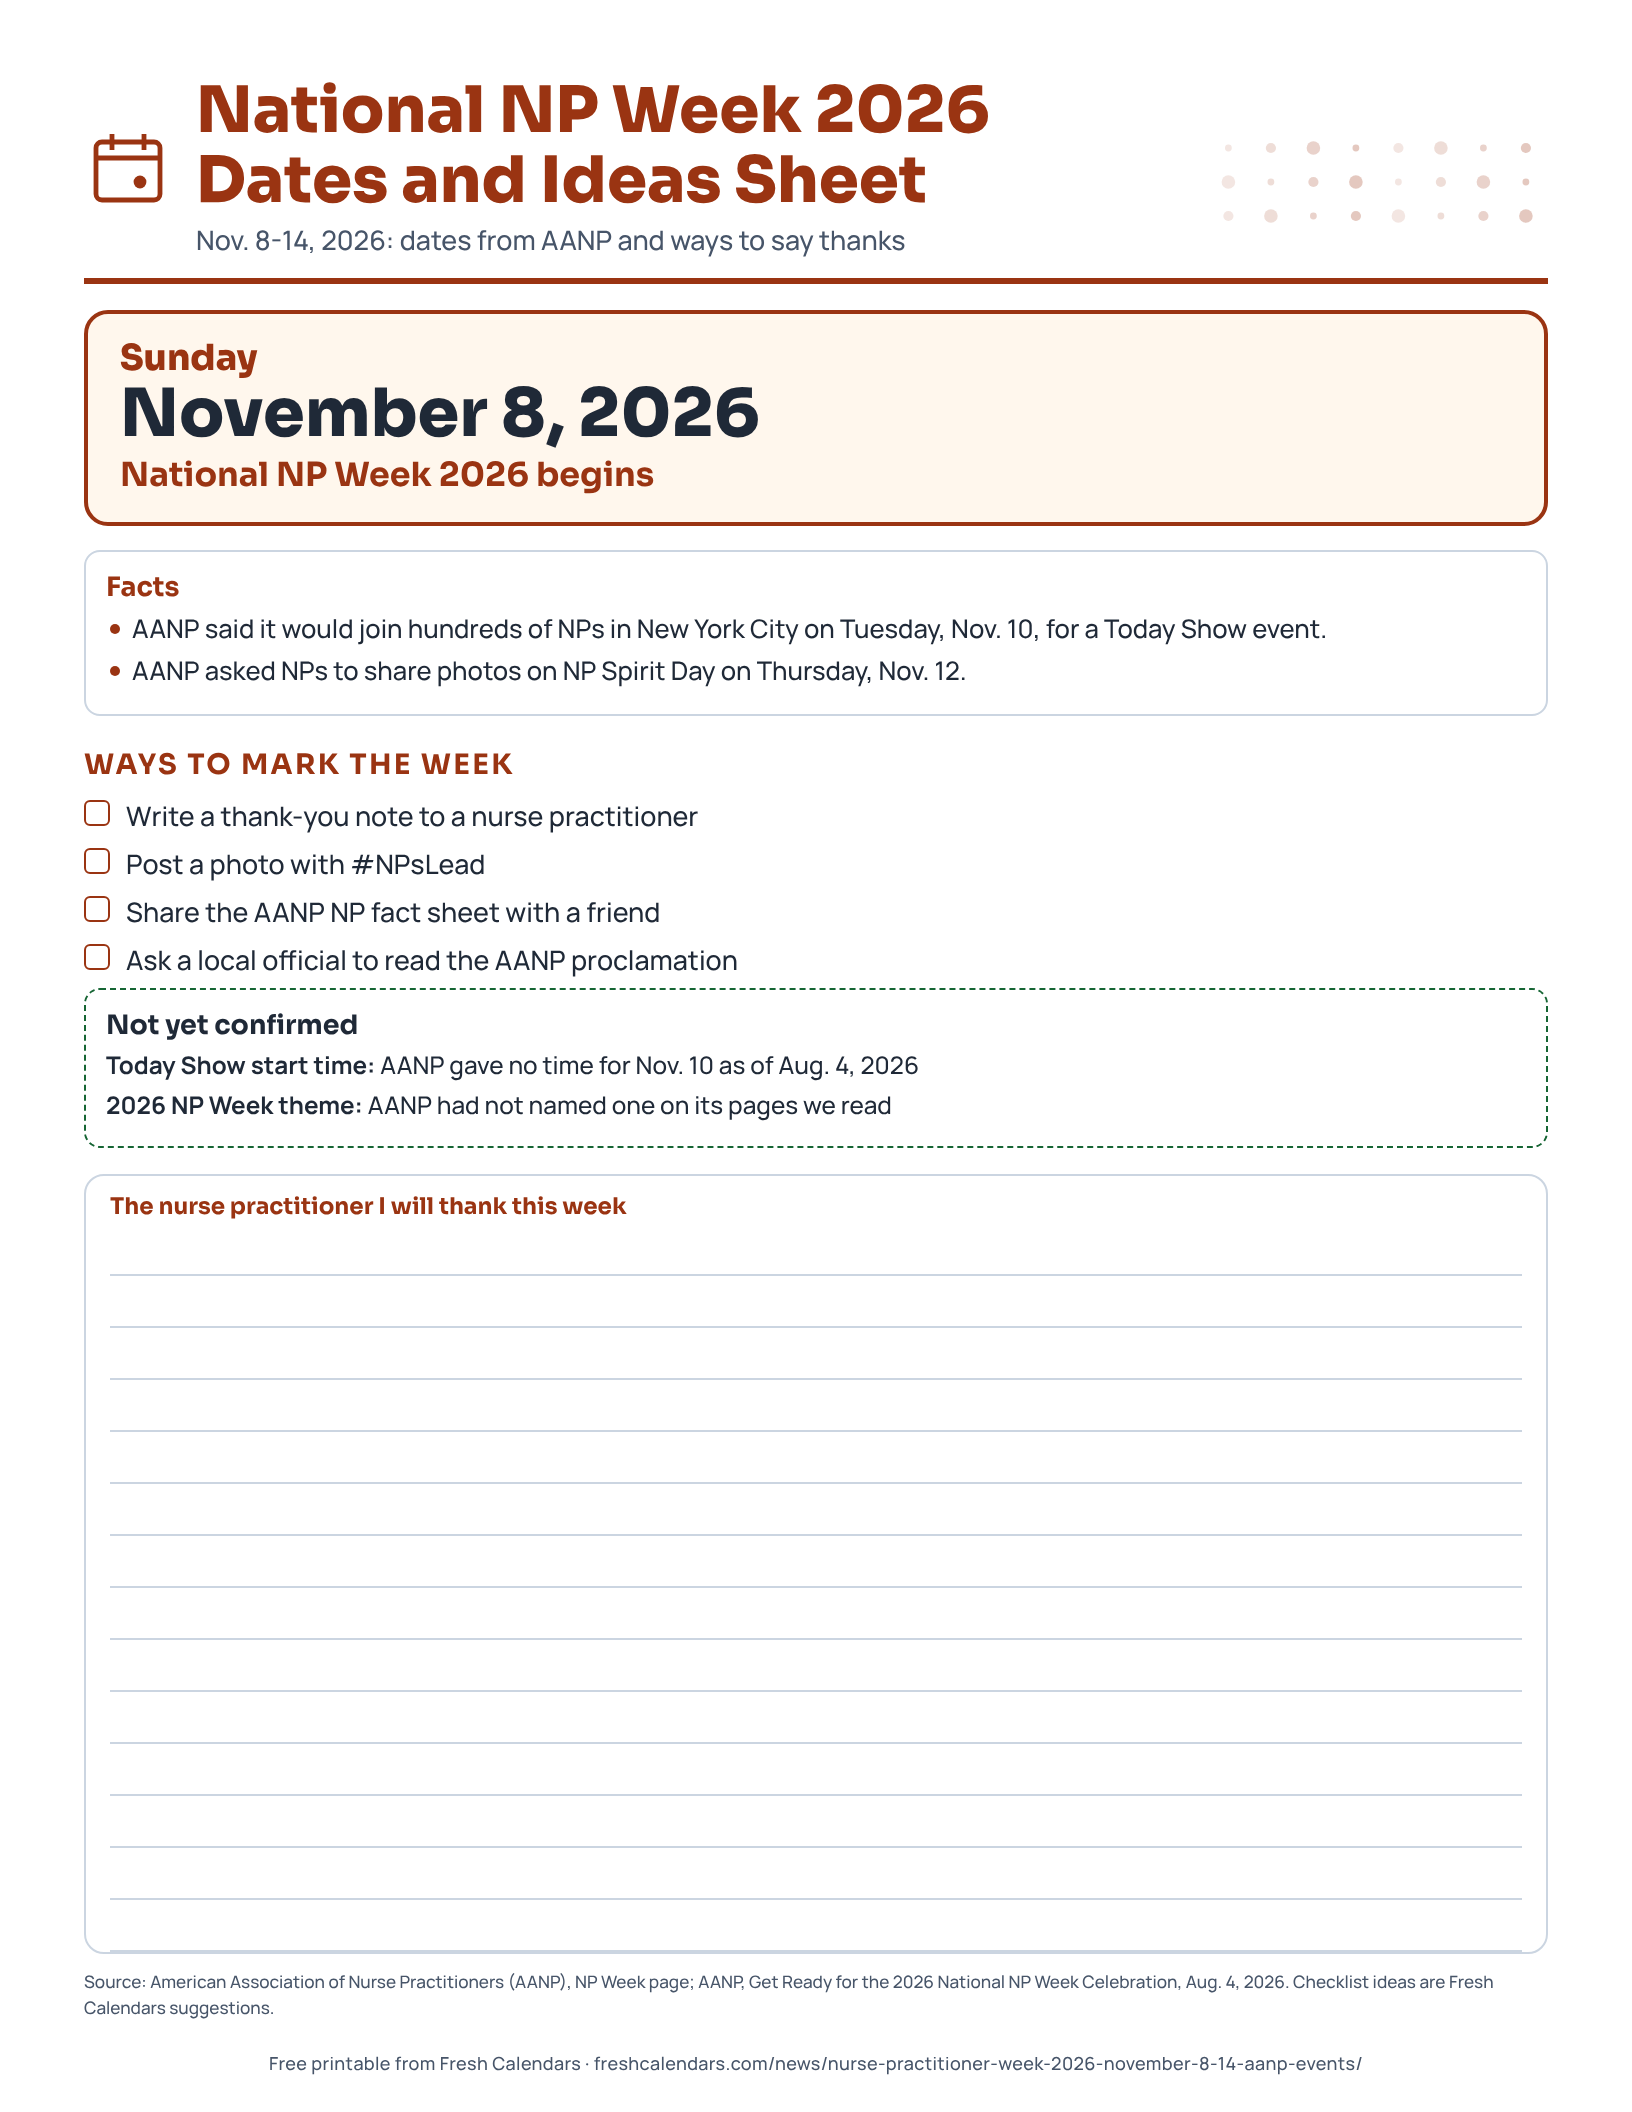 National NP Week 2026
Dates and Ideas Sheet
Nov. 8-14, 2026: dates from AANP and ways to say thanks
Sunday
November 8, 2026
National NP Week 2026 begins
Facts
• AANP said it would join hundreds of NPs in New York City on Tuesday, Nov. 10, for a Today Show event.
• AANP asked NPs to share photos on NP Spirit Day on Thursday, Nov. 12.
WAYS TO MARK THE WEEK
Write a thank-you note to a nurse practitioner
Post a photo with #NPsLead
Share the AANP NP fact sheet with a friend
Ask a local official to read the AANP proclamation
Not yet confirmed
Today Show start time: AANP gave no time for Nov. 10 as of Aug. 4, 2026
2026 NP Week theme: AANP had not named one on its pages we read
The nurse practitioner I will thank this week
Source: American Association of Nurse Practitioners (AANP), NP Week page; AANP, Get Ready for the 2026 National NP Week Celebration, Aug. 4, 2026. Checklist ideas are Fresh
Calendars suggestions.
Free printable from Fresh Calendars · freshcalendars.com/news/nurse-practitioner-week-2026-november-8-14-aanp-events/